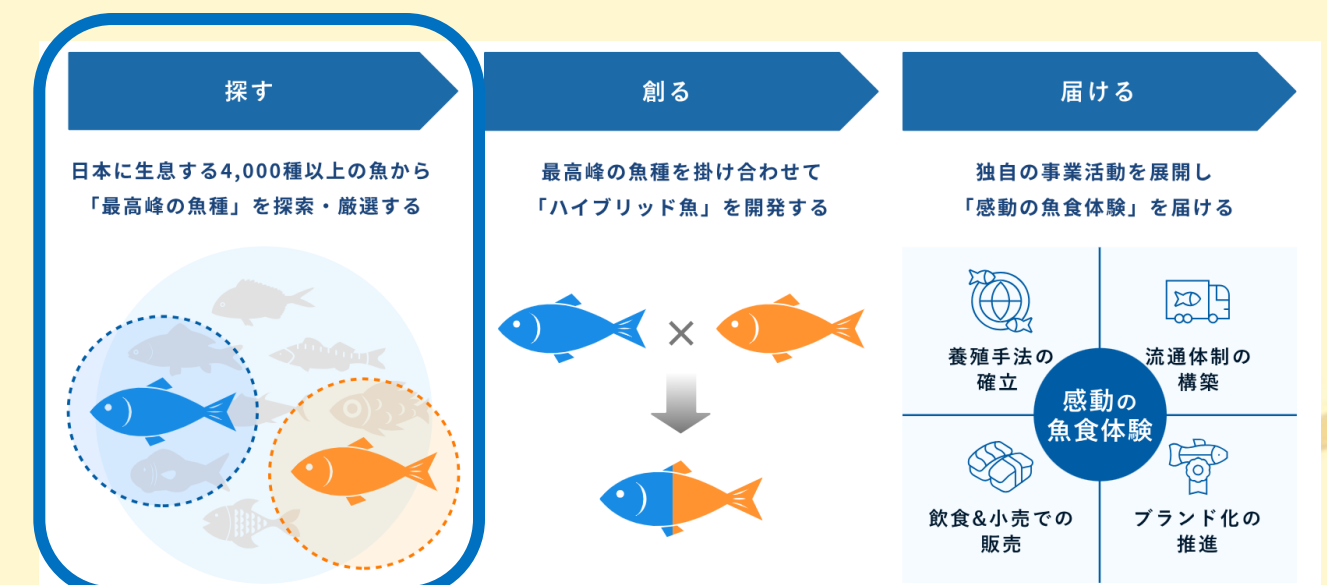 探す
日本に生息する4,000種以上の魚から
「最高峰の魚種」を探索・厳選する
創る
最高峰の魚種を掛け合わせて
「ハイブリッド魚」を開発する
×
届ける
独自の事業活動を展開し
「感動の魚食体験」を届ける
養殖手法の
確立
流通体制の
構築
感動の
魚食体験
飲食&小売での
販売
ブランド化の
推進